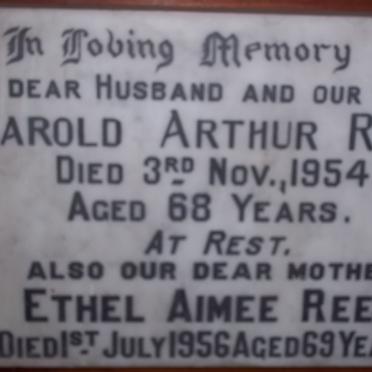 In Loving Memory
DEAR HUSBAND AND OUR
AROLD ARTHUR R
DIED 3RD NOV., 1954
AGED 68 YEARS.
AT REST.
ALSO OUR DEAR MOTHE
ETHEL AIMEE REE
DIED 1ST JULY 1956 AGED 69 YEA